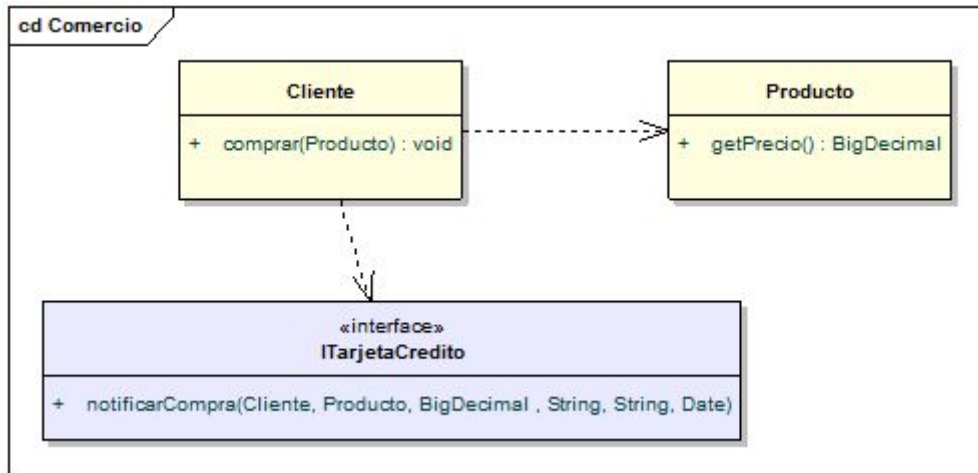 cd Comercio
Cliente
+ comprar(Producto) : void
Producto
+ getPrecio() : BigDecimal
«interface»
ITarjetaCredito
+ notificarCompra(Cliente, Producto, BigDecimal , String, String, Date)